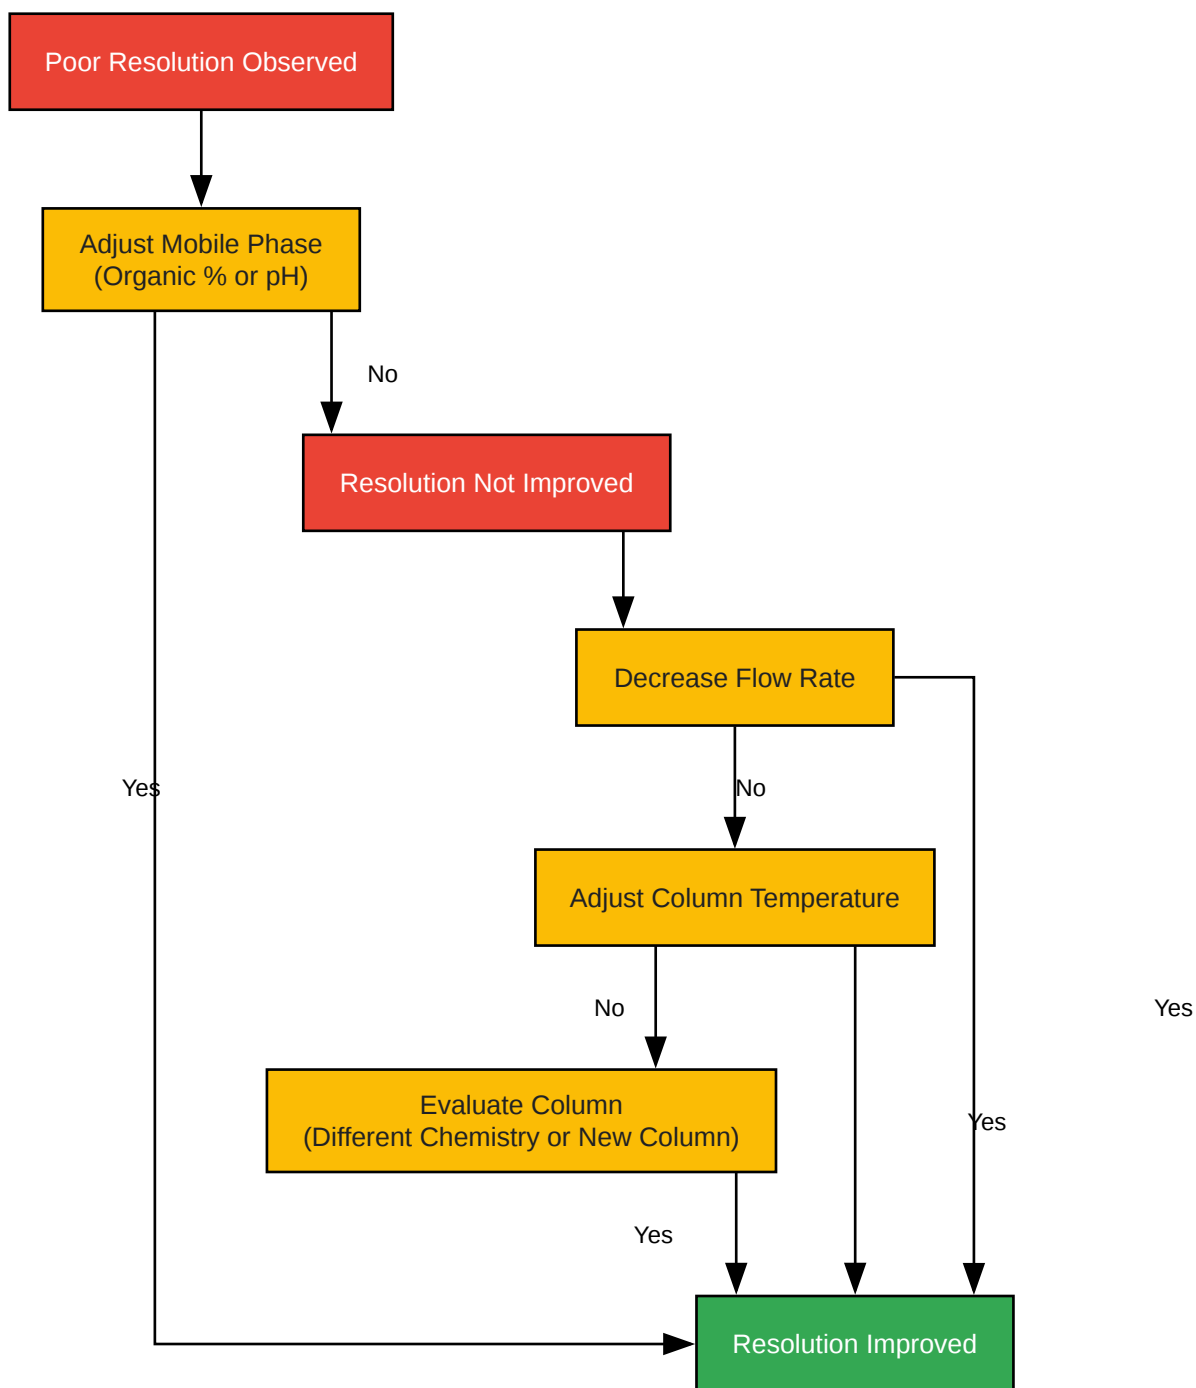 Poor Resolution Observed
Adjust Mobile Phase
(Organic % or pH)
No
Resolution Not Improved
Decrease Flow Rate
Yes
No
Adjust Column Temperature
No
Yes
Evaluate Column
(Different Chemistry or New Column)
Yes
Yes
Resolution Improved